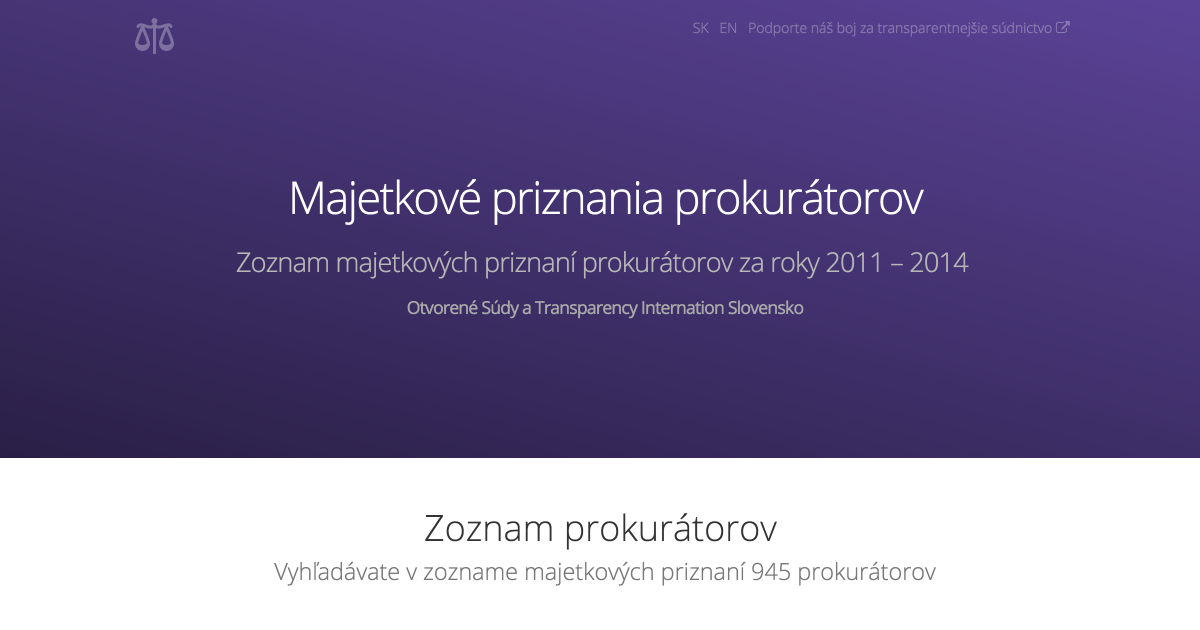 SK EN Podporte náš boj za transparentnejšie súdnictvo
Majetkové priznania prokurátorov
Zoznam majetkových priznaní prokurátorov za roky 2011 – 2014
Otvorené Súdy a Transparency Internation Slovensko
Zoznam prokurátorov
Vyhľadávate v zozname majetkových priznaní 945 prokurátorov